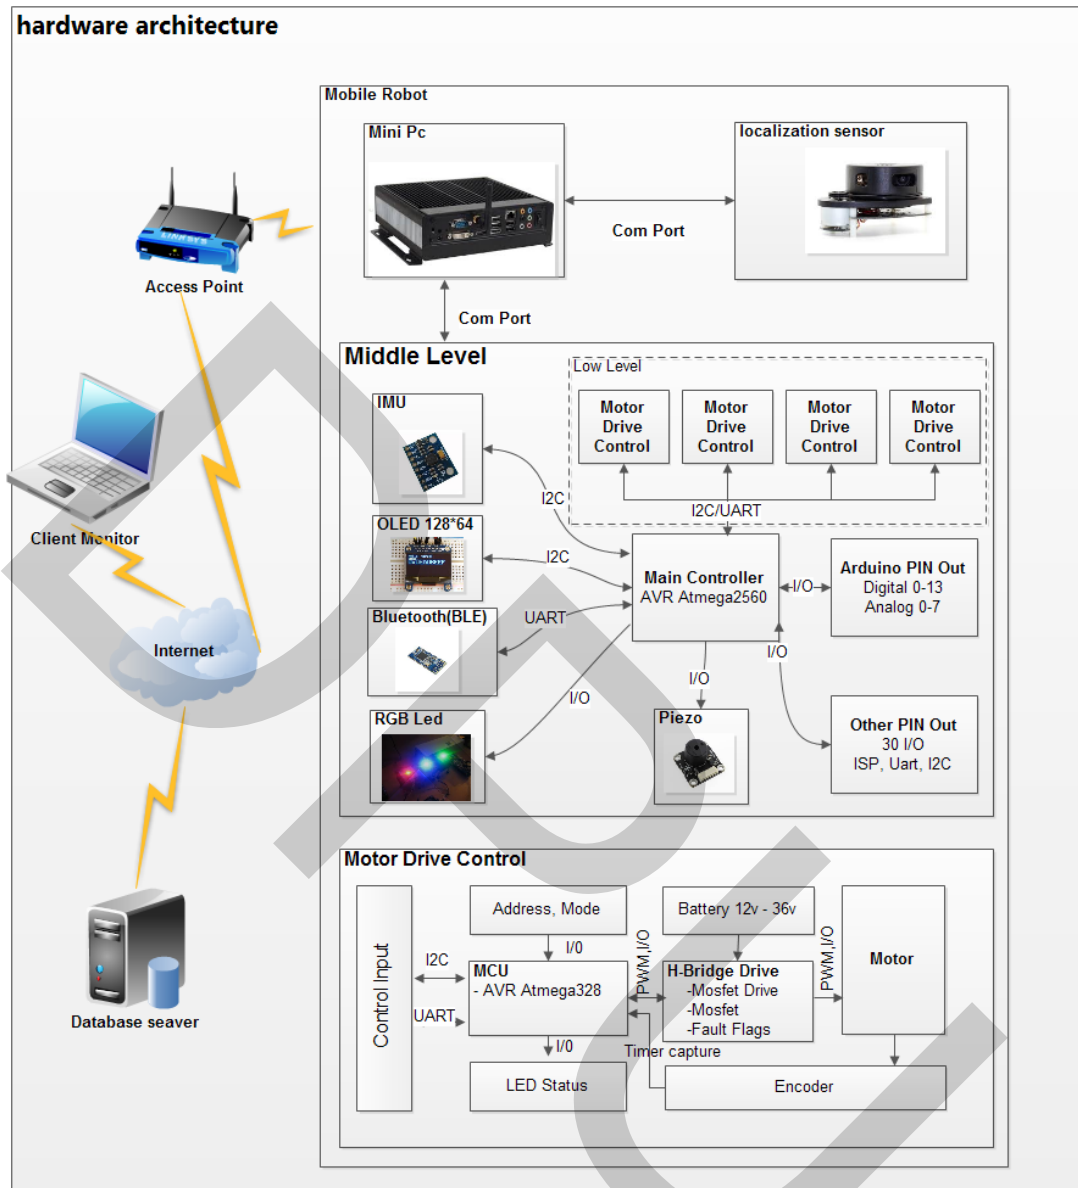 hardware architecture
Mobile Robot
Mini Pc
localization sensor
LINKSYS
Com Port
Access Point
Com Port
Middle Level
Low Level
IMU
Motor
Drive
Control
Motor
Drive
Control
Motor
Drive
Control
Motor
Drive
Control
I2C
I2C/UART
OLED 128*64
Client Monitor
I2C
Main Controller
AVR Atmega2560
I/O
Arduino PIN Out
Digital 0-13
Analog 0-7
Bluetooth(BLE)
UART
Internet
I/O
I/O
I/O
RGB Led
Piezo
Other PIN Out
30 I/O
ISP, Uart, I2C
Motor Drive Control
Control Input
Address, Mode
Battery 12v - 36v
I/0
PWM,I/O
PWM,I/O
I2C
MCU
- AVR Atmega328
H-Bridge Drive
-Mosfet Drive
-Mosfet
-Fault Flags
Motor
UART
I/0
Timer capture
LED Status
Encoder
Database seaver
DPU